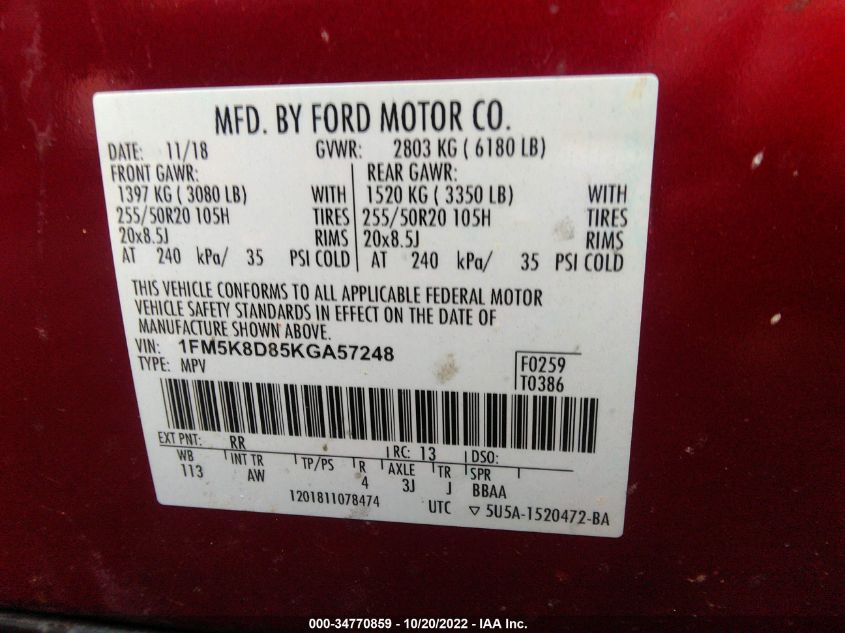 MFD. BY FORD MOTOR CO.
DATE: 11/18 GVWR: 2803 KG ( 6180 LB)
FRONT GAWR: REAR GAWR:
1397 KG ( 3080 LB) WITH 1520 KG ( 3350 LB) WITH
255/50R20 105H TIRES 255/50R20 105H TIRES
20x8.5J RIMS 20x8.5J RIMS
AT 240 kPa/ 35 PSI COLD AT 240 kPa/ 35 PSI COLD
THIS VEHICLE CONFORMS TO ALL APPLICABLE FEDERAL MOTOR
VEHICLE SAFETY STANDARDS IN EFFECT ON THE DATE OF
MANUFACTURE SHOWN ABOVE.
VIN: 1FM5K8D85KGA57248
TYPE: MPV
F0259
T0386
EXT PNT: RR RC: 13 DSO:
WB INT TR TP/PS R AXLE TR SPR
113 AW 4 3J J BBAA
1201811078474 UTC ▽ 5U5A-1520472-BA
000-34770859 - 10/20/2022 - IAA Inc.